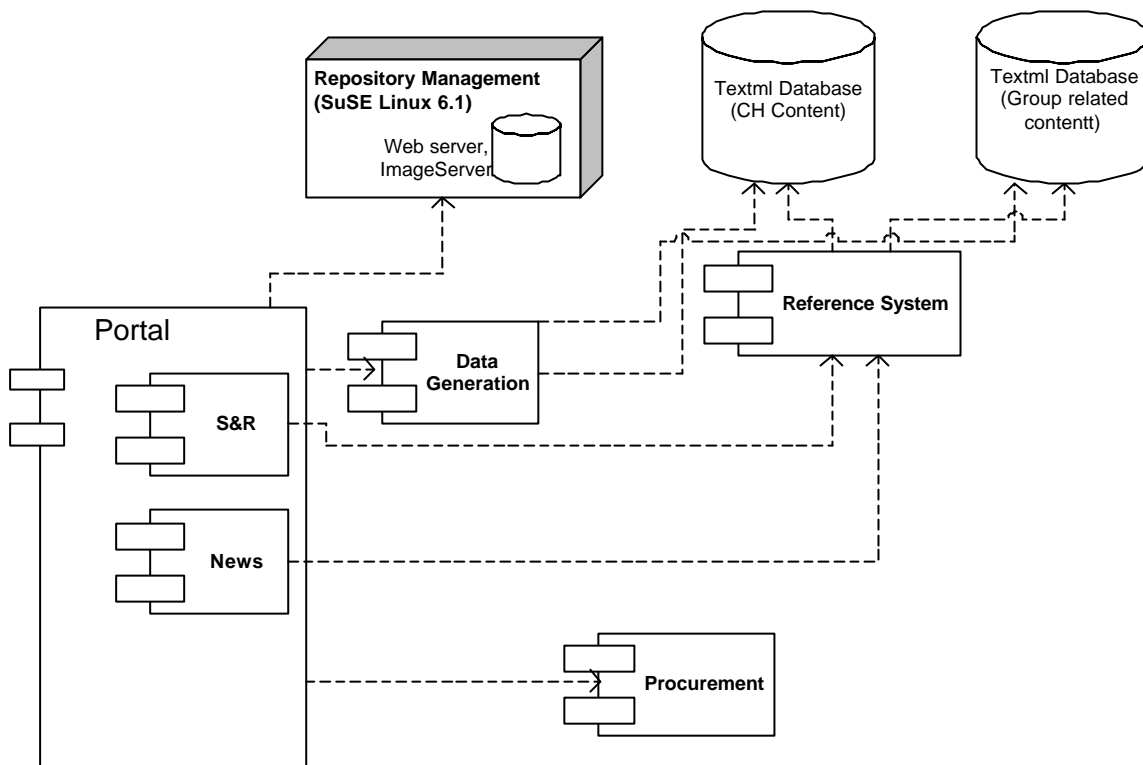 Repository Management
(SuSE Linux 6.1)
Web server,
ImageServer
Textml Database
(CH Content)
Textml Database
(Group related
contentt)
Reference System
Portal
Data
Generation
S&R
News
Procurement